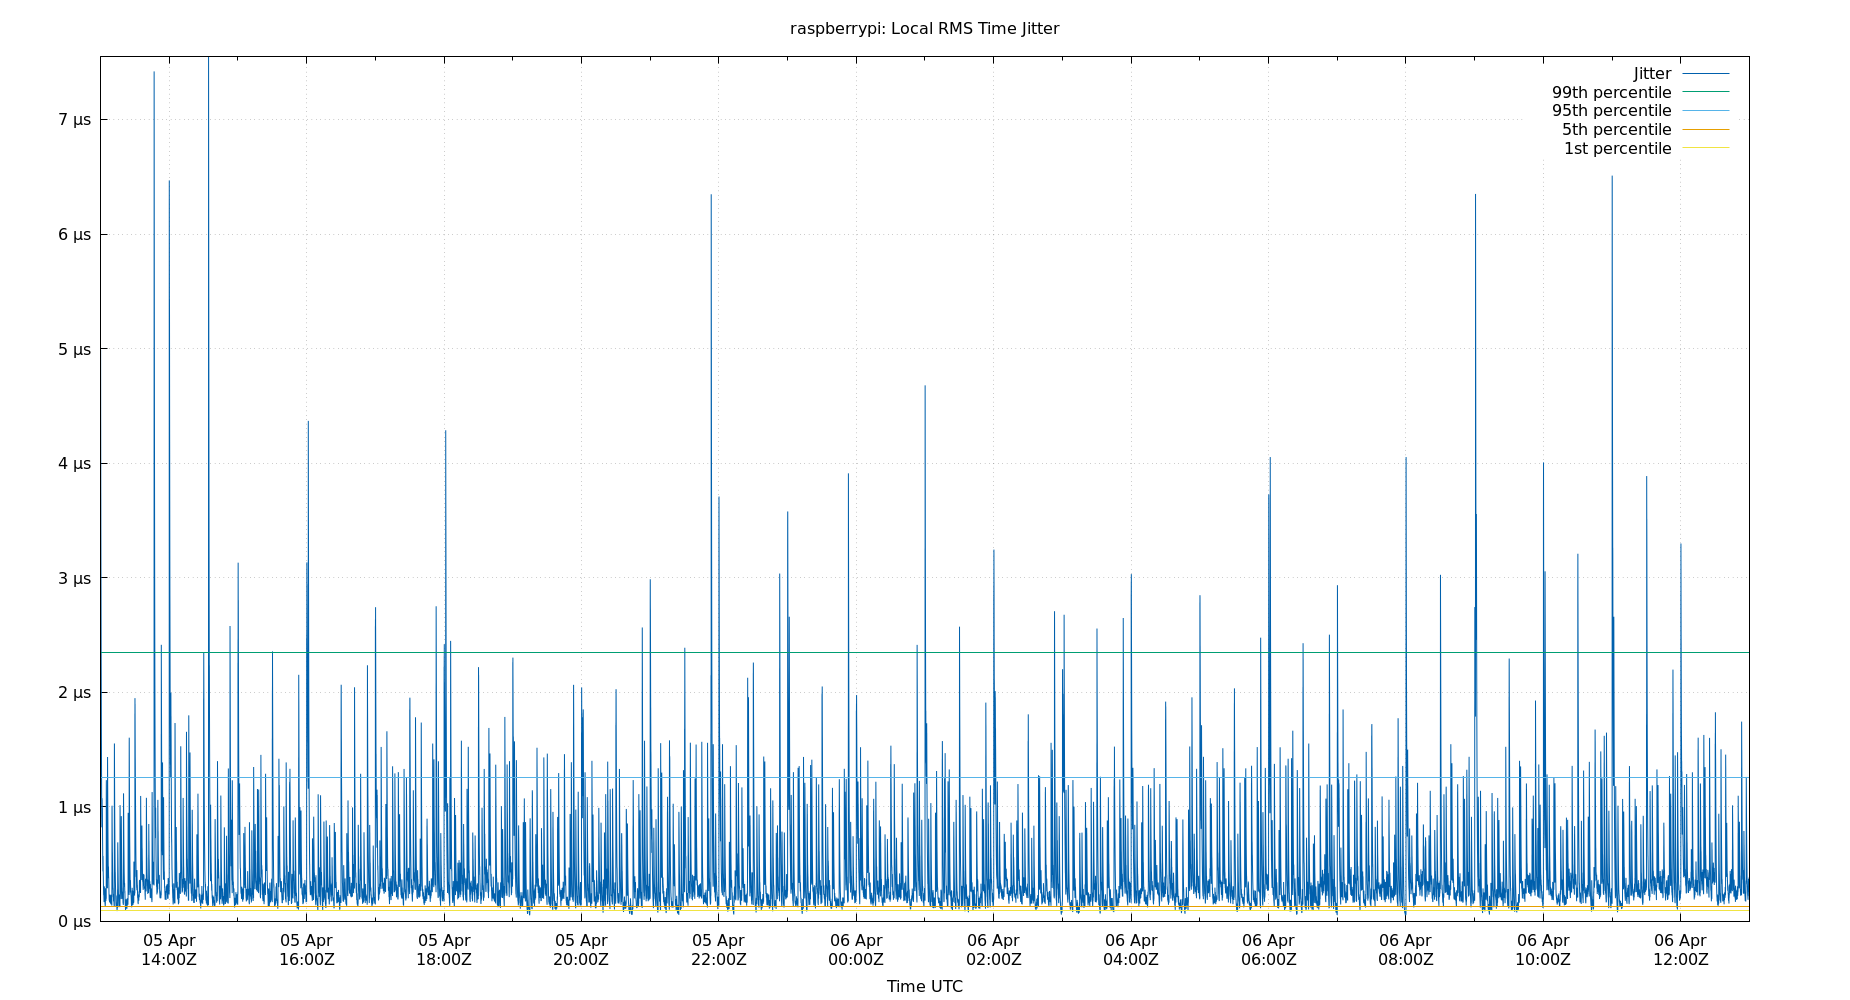 raspberrypi: Local RMS Time Jitter
Jitter
99th percentile
95th percentile
5th percentile
1st percentile
7 µs
6 µs
5 µs
4 µs
3 µs
2 µs
1 µs
0 µs
05 Apr 05 Apr 05 Apr 05 Apr 05 Apr 06 Apr 06 Apr 06 Apr 06 Apr 06 Apr 06 Apr 06 Apr
14:00Z 16:00Z 18:00Z 20:00Z 22:00Z 00:00Z 02:00Z 04:00Z 06:00Z 08:00Z 10:00Z 12:00Z
Time UTC